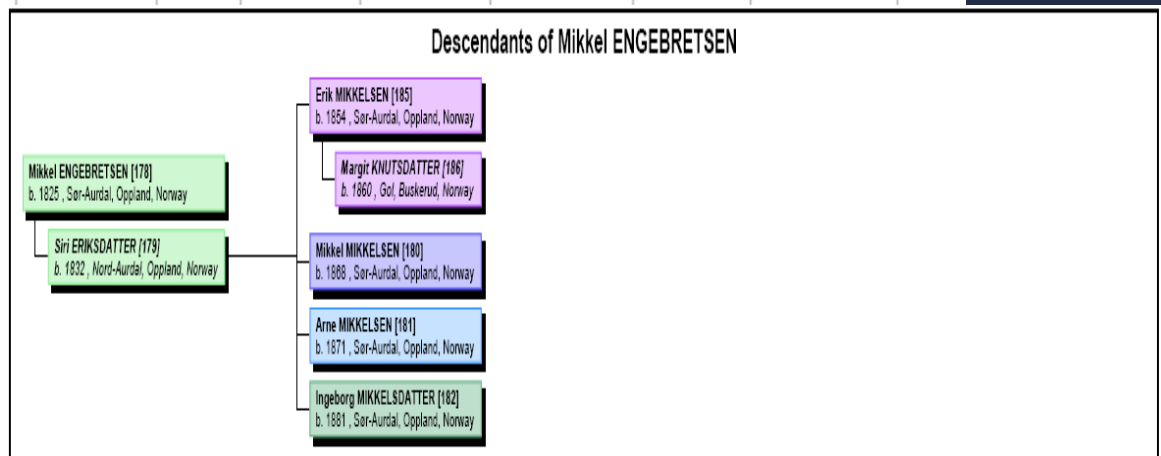 Descendants of Mikkel ENGEBRETSEN
Mikkel ENGEBRETSEN [178]
b. 1825 , Sør-Aurdal, Oppland, Norway
Siri ERIKSDATTER [179]
b. 1832 , Nord-Aurdal, Oppland, Norway
Erik MIKKELSEN [185]
b. 1854 , Sør-Aurdal, Oppland, Norway
Margit KNUTSDATTER [186]
b. 1860 , Gol, Buskerud, Norway
Mikkel MIKKELSEN [180]
b. 1868 , Sør-Aurdal, Oppland, Norway
Arne MIKKELSEN [181]
b. 1871 , Sør-Aurdal, Oppland, Norway
Ingeborg MIKKELSDATTER [182]
b. 1881 , Sør-Aurdal, Oppland, Norway